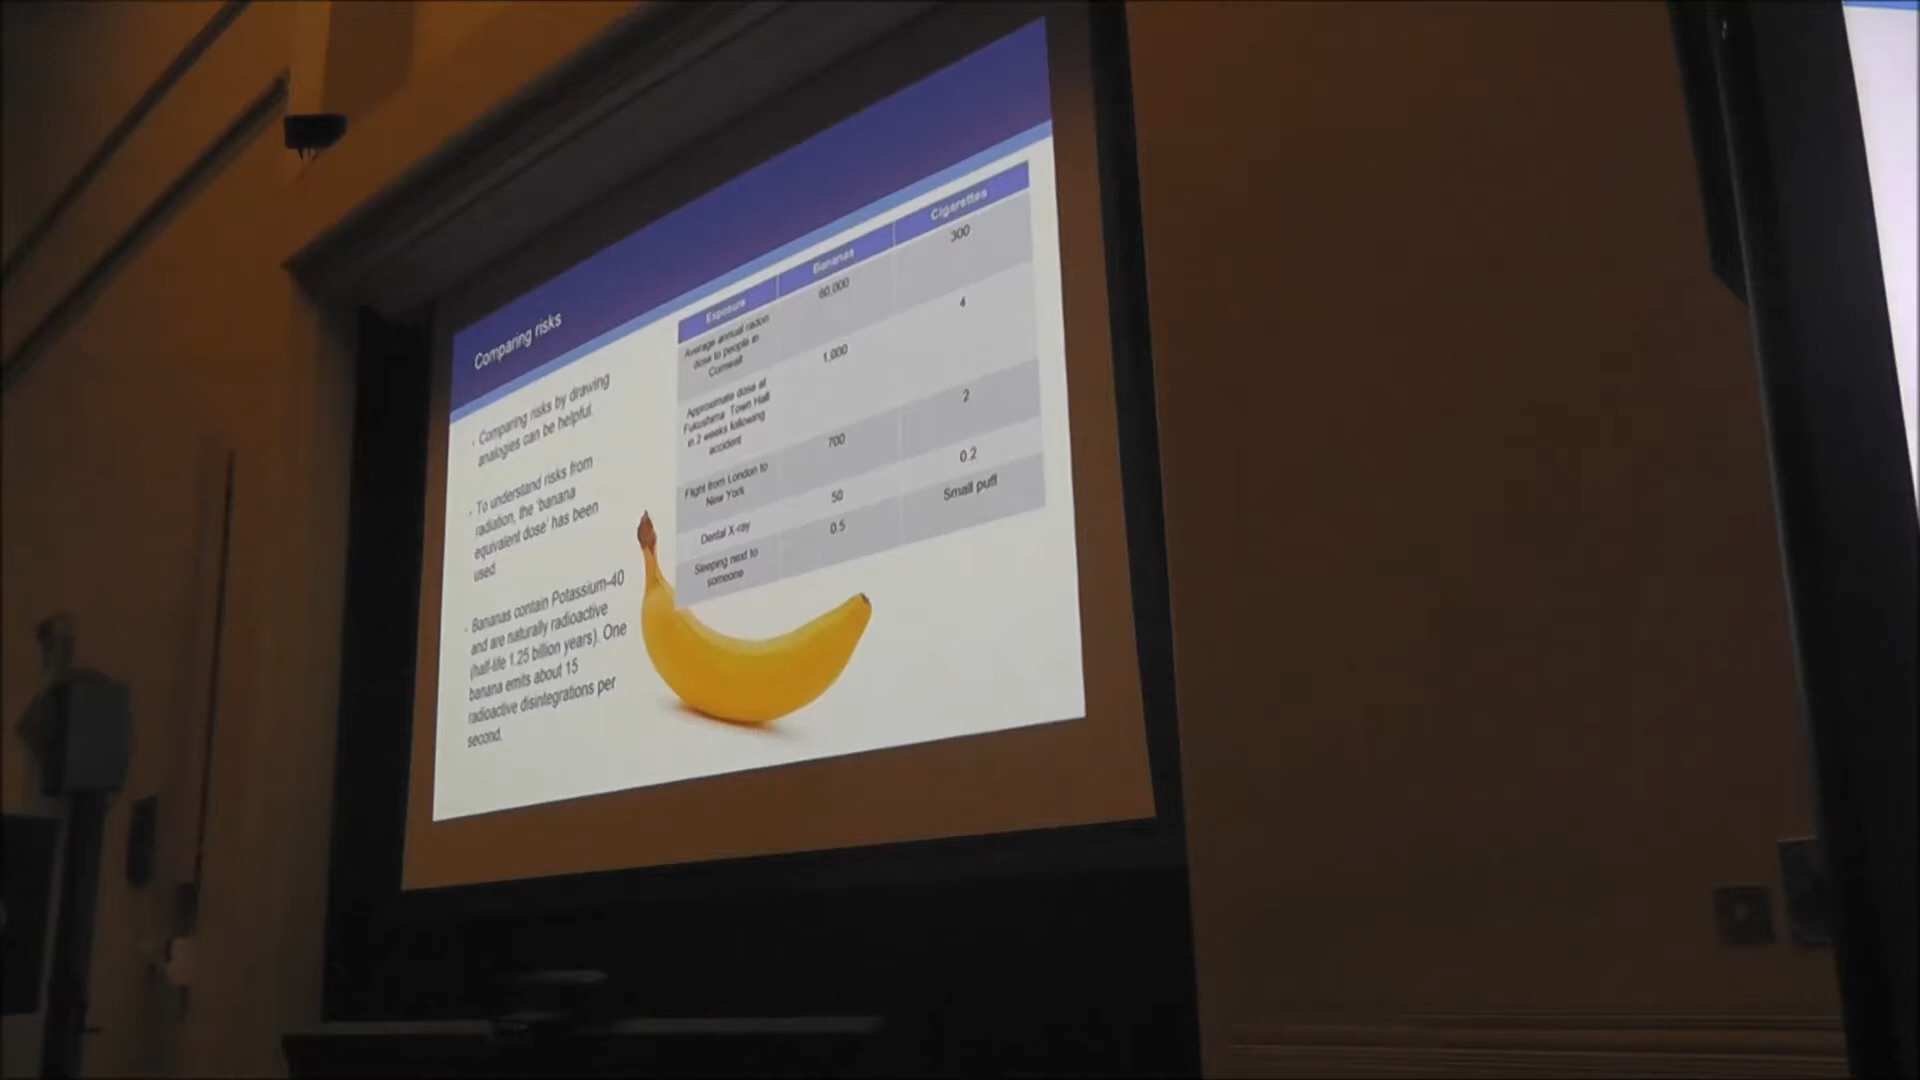 Comparing risks
· Comparing risks by drawing
analogies can be helpful.
· To understand risks from
radiation, the 'banana
equivalent dose' has been
used.
· Bananas contain Potassium-40
and are naturally radioactive
(half-life 1.25 billion years). One
banana emits about 15
radioactive disintegrations per
second.
Exposure Bananas Cigarettes
Average annual radon
dose to people in
Cornwall
60,000 300
Approximate dose at
Fukushima Town Hall
in 2 weeks following
accident
1,000 4
Flight from London to
New York
700 2
Dental X-ray 50 0.2
Sleeping next to
someone
0.5 Small puff